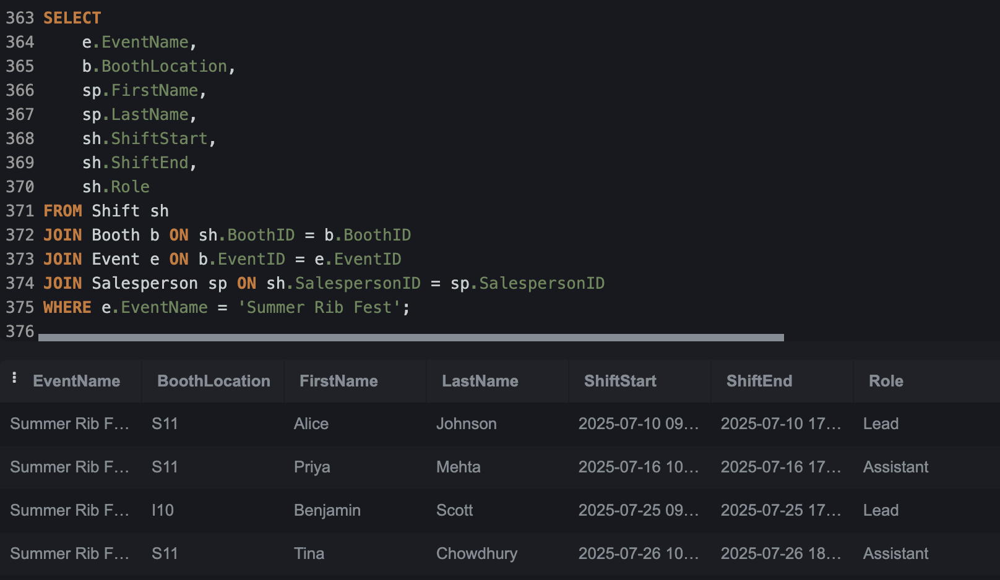 363 SELECT
364     e.EventName,
365     b.BoothLocation,
366     sp.FirstName,
367     sp.LastName,
368     sh.ShiftStart,
369     sh.ShiftEnd,
370     sh.Role
371 FROM Shift sh
372 JOIN Booth b ON sh.BoothID = b.BoothID
373 JOIN Event e ON b.EventID = e.EventID
374 JOIN Salesperson sp ON sh.SalespersonID = sp.SalespersonID
375 WHERE e.EventName = 'Summer Rib Fest';
376
EventName BoothLocation FirstName LastName ShiftStart ShiftEnd Role
Summer Rib F... S11 Alice Johnson 2025-07-10 09... 2025-07-10 17... Lead
Summer Rib F... S11 Priya Mehta 2025-07-16 10... 2025-07-16 17... Assistant
Summer Rib F... I10 Benjamin Scott 2025-07-25 09... 2025-07-25 17... Lead
Summer Rib F... S11 Tina Chowdhury 2025-07-26 10... 2025-07-26 18... Assistant